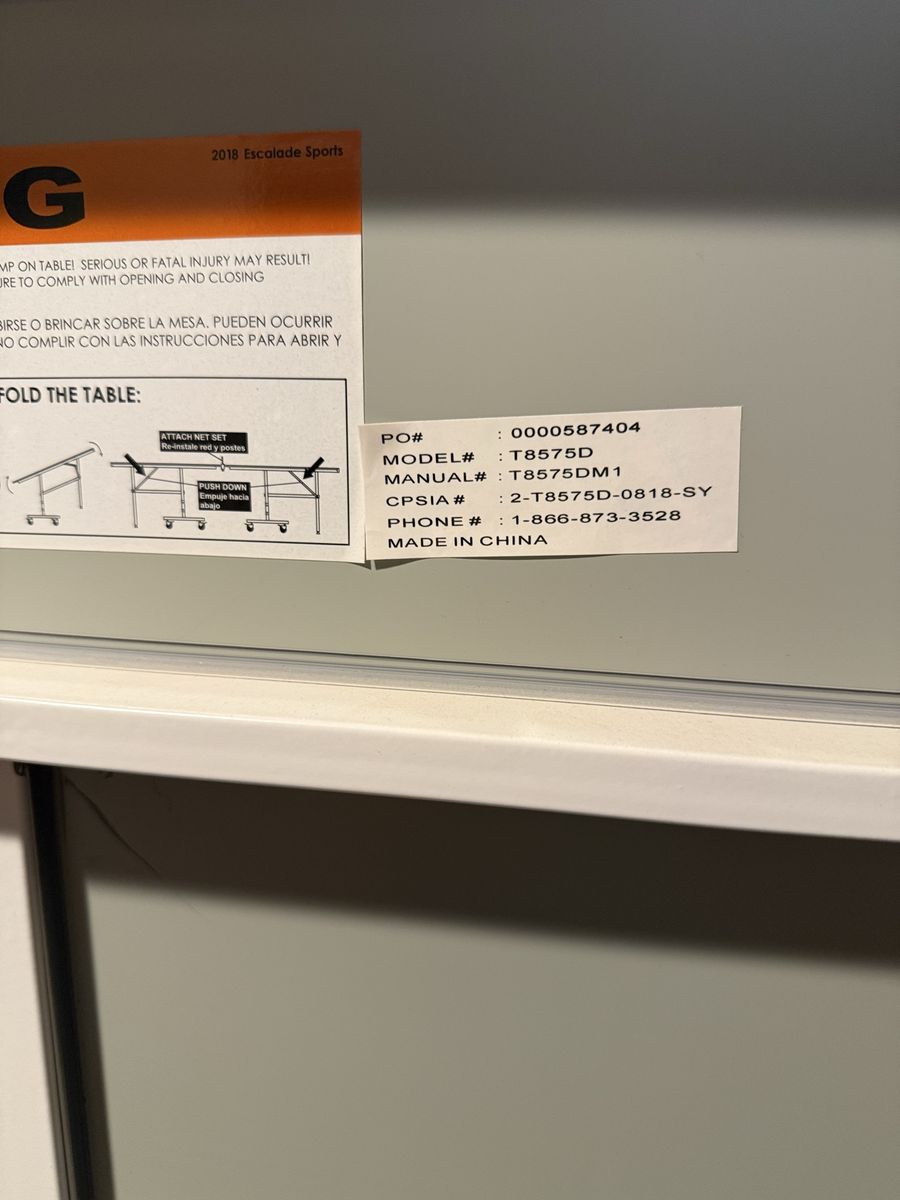 2018 Escalade Sports
G
MP ON TABLE! SERIOUS OR FATAL INJURY MAY RESULT!
URE TO COMPLY WITH OPENING AND CLOSING
BIRSE O BRINCAR SOBRE LA MESA. PUEDEN OCURRIR
NO COMPLIR CON LAS INSTRUCCIONES PARA ABRIR Y
FOLD THE TABLE:
ATTACH NET SET
Re-instale red y postes
PUSH DOWN
Empuje hacia
abajo
PO# : 0000587404
MODEL# : T8575D
MANUAL# : T8575DM1
CPSIA # : 2-T8575D-0818-SY
PHONE # : 1-866-873-3528
MADE IN CHINA